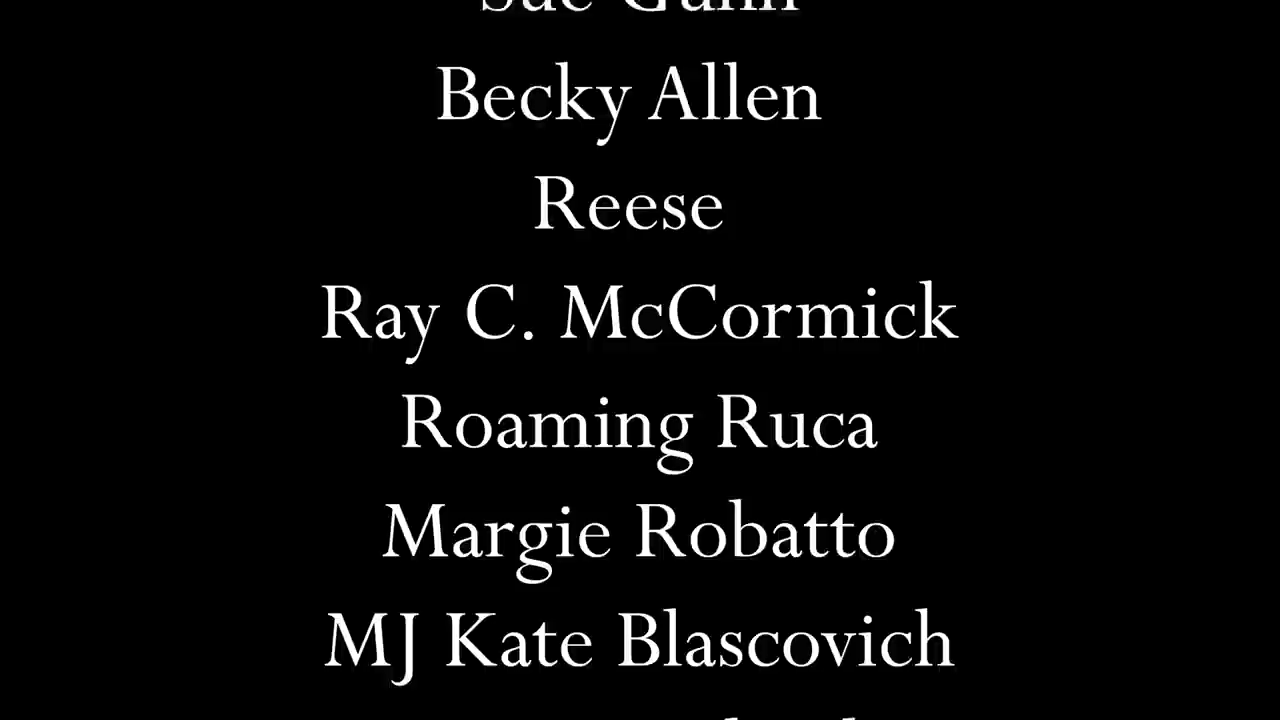 Becky Allen
Reese
Ray C. McCormick
Roaming Ruca
Margie Robatto
MJ Kate Blascovich